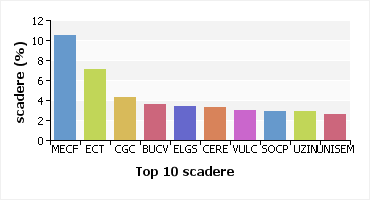 12
10
8
6
4
2
0
scadere (%)
MECF ECT CGC BUCV ELGS CERE VULC SOCP UZIN UNISEM
Top 10 scadere